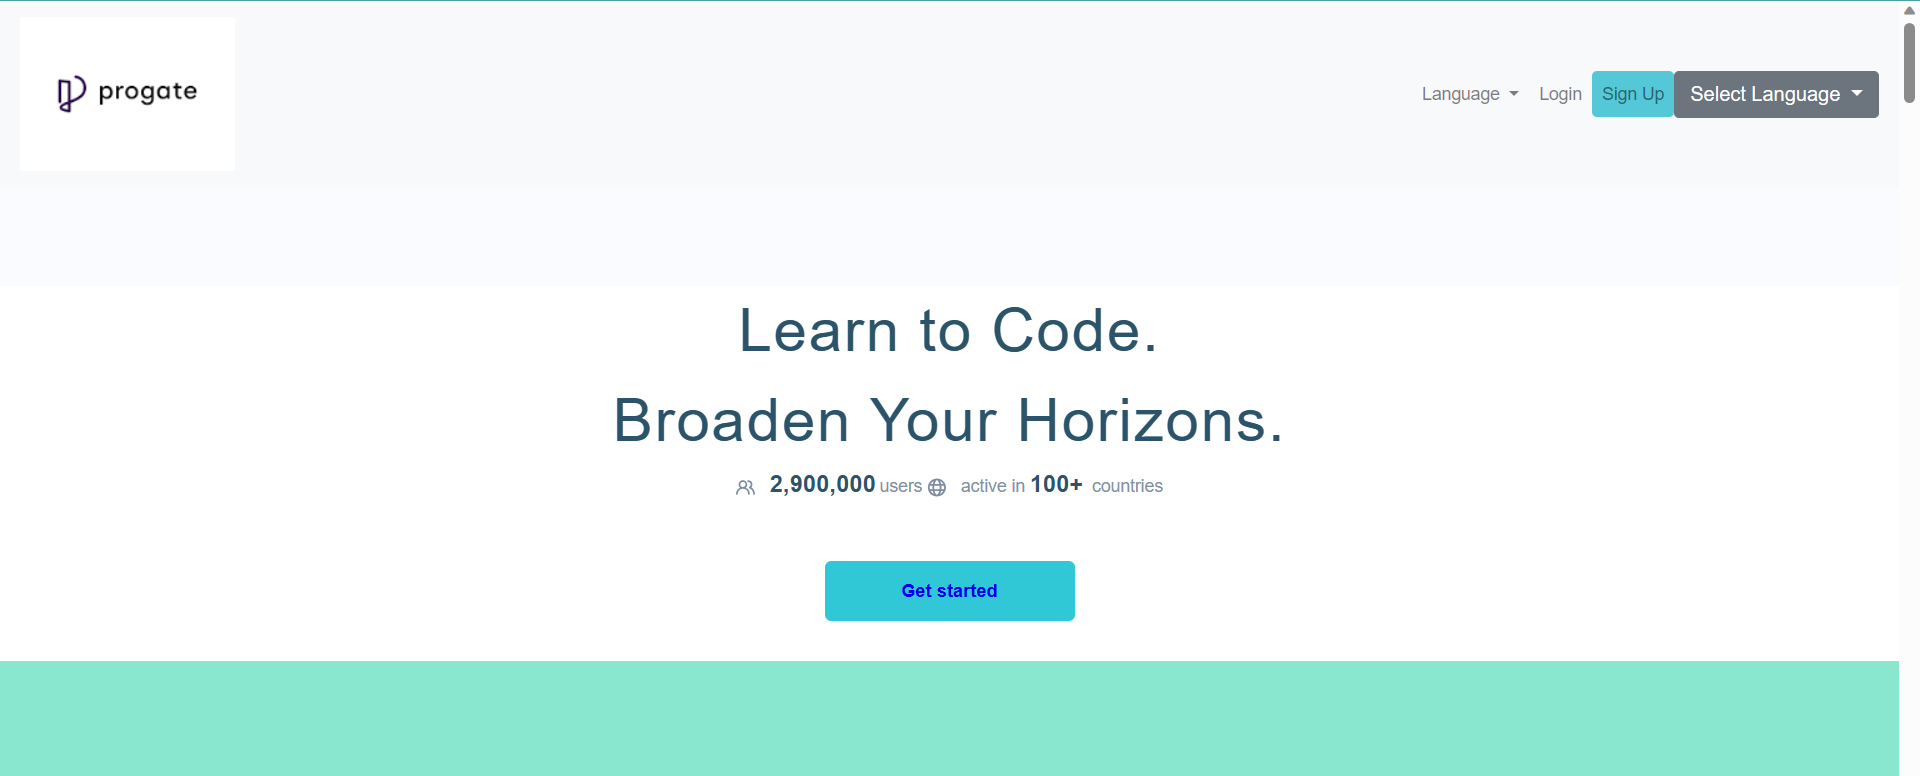 progate
Language Login Sign Up Select Language
Learn to Code.
Broaden Your Horizons.
2,900,000 users active in 100+ countries
Get started